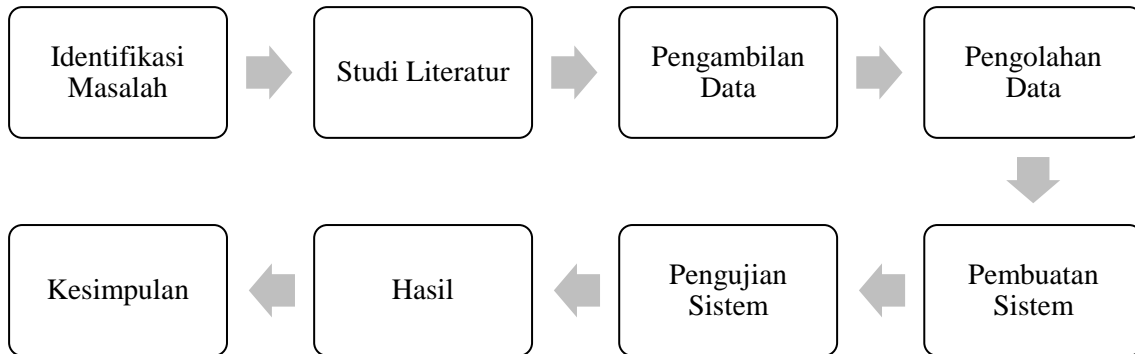 Identifikasi
Masalah
Studi Literatur
Pengambilan
Data
Pengolahan
Data
Pembuatan
Sistem
Pengujian
Sistem
Hasil
Kesimpulan